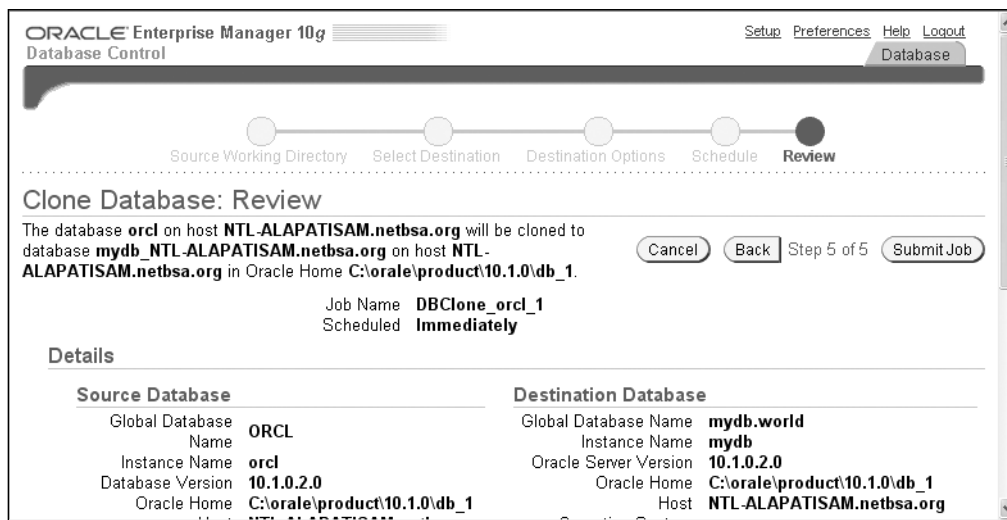 ORACLE Enterprise Manager 10g
Database Control
Setup Preferences Help Logout
Database
Source Working Directory Select Destination Destination Options Schedule Review
Clone Database: Review
The database orcl on host NTL-ALAPATISAM.netbsa.org will be cloned to
database mydb_NTL-ALAPATISAM.netbsa.org on host NTL-
ALAPATISAM.netbsa.org in Oracle Home C:\orale\product\10.1.0\db_1.
Cancel Back Step 5 of 5 Submit Job
Job Name DBClone_orcl_1
Scheduled Immediately
Details
Source Database
Global Database
Name ORCL
Instance Name orcl
Database Version 10.1.0.2.0
Oracle Home C:\orale\product\10.1.0\db_1
Destination Database
Global Database Name mydb.world
Instance Name mydb
Oracle Server Version 10.1.0.2.0
Oracle Home C:\orale\product\10.1.0\db_1
Host NTL-ALAPATISAM.netbsa.org